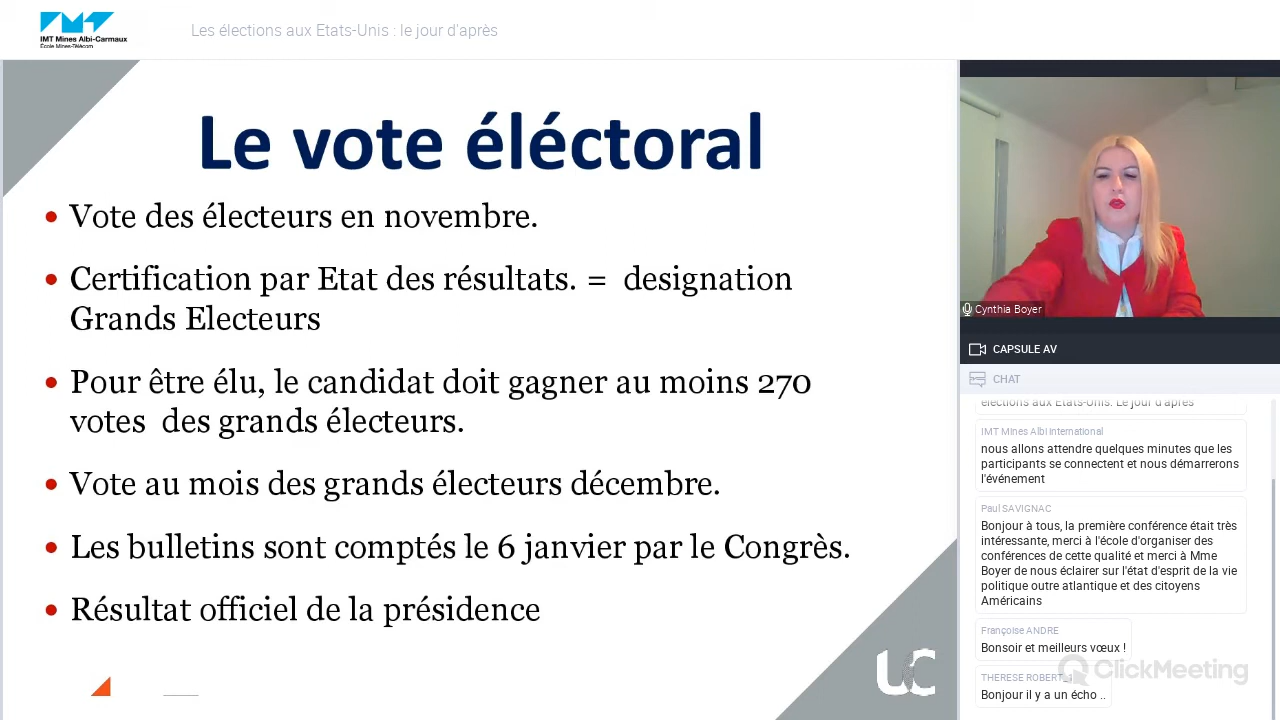 IMT Mines Albi-Carmaux
École Mines-Télécom
Les élections aux Etats-Unis : le jour d'après
Le vote éléctoral
• Vote des électeurs en novembre.
• Certification par Etat des résultats. = designation
Grands Electeurs
• Pour être élu, le candidat doit gagner au moins 270
votes des grands électeurs.
• Vote au mois des grands électeurs décembre.
• Les bulletins sont comptés le 6 janvier par le Congrès.
• Résultat officiel de la présidence
UC
Cynthia Boyer
CAPSULE AV
CHAT
élections aux Etats-Unis. Le jour d'après
IMT Mines Albi International
nous allons attendre quelques minutes que les
participants se connectent et nous démarrerons
l'événement
Paul SAVIGNAC
Bonjour à tous, la première conférence était très
intéressante, merci à l'école d'organiser des
conférences de cette qualité et merci à Mme
Boyer de nous éclairer sur l'état d'esprit de la vie
politique outre atlantique et des citoyens
Américains
Françoise ANDRE
Bonsoir et meilleurs vœux !
THERESE ROBERT_1
Bonjour il y a un écho ..
ClickMeeting